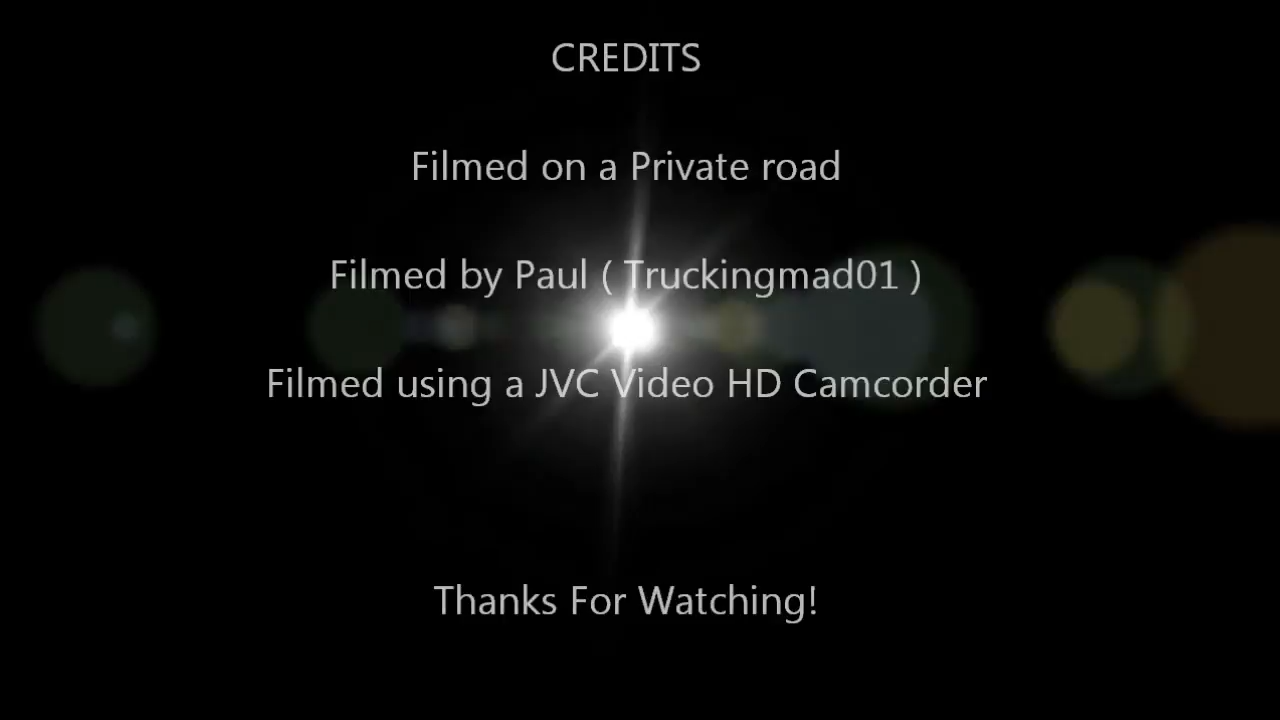 CREDITS
Filmed on a Private road
Filmed by Paul ( Truckingmad01 )
Filmed using a JVC Video HD Camcorder
Thanks For Watching!